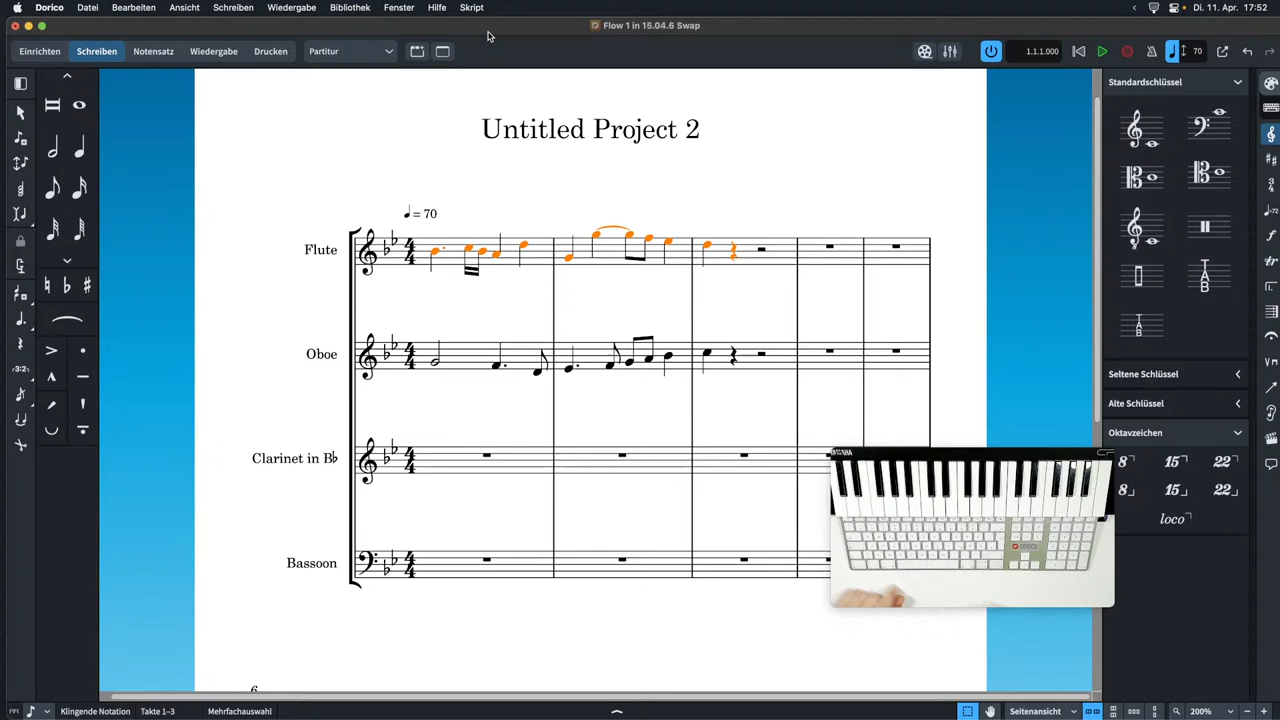 Dorico Datei Bearbeiten Ansicht Schreiben Wiedergabe Bibliothek Fenster Hilfe Skript Di. 11. Apr. 17:52
Flow 1 in 15.04.6 Swap
Einrichten Schreiben Notensatz Wiedergabe Drucken Partitur 1.1.1.000 70
Standardschlüssel
Untitled Project 2
= 70
Flute
Oboe
Clarinet in B♭
Bassoon
6
Seltene Schlüssel
Alte Schlüssel
Oktavzeichen
8 15 22
8 15 22
loco
YAMAHA
Klingende Notation Takte 1–3 Mehrfachauswahl Seitenansicht 200%